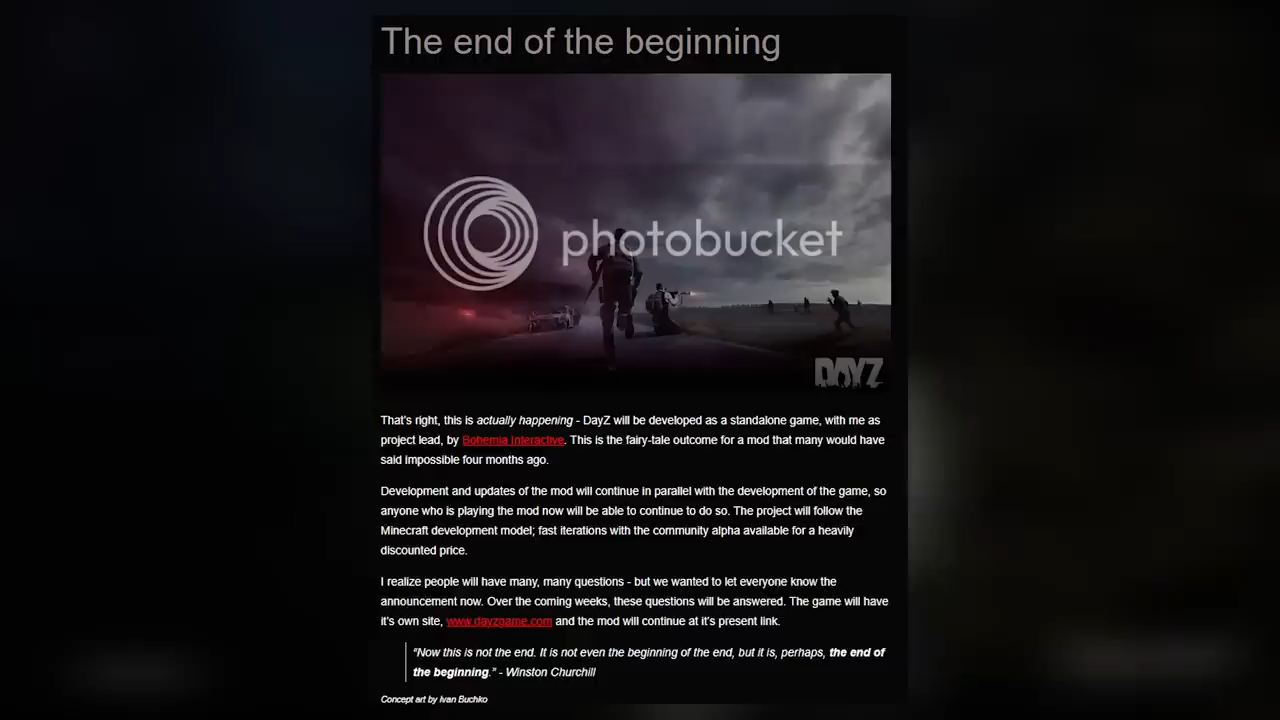 The end of the beginning
photobucket
DAYZ
That's right, this is actually happening - DayZ will be developed as a standalone game, with me as
project lead, by Bohemia Interactive. This is the fairy-tale outcome for a mod that many would have
said impossible four months ago.
Development and updates of the mod will continue in parallel with the development of the game, so
anyone who is playing the mod now will be able to continue to do so. The project will follow the
Minecraft development model; fast iterations with the community alpha available for a heavily
discounted price.
I realize people will have many, many questions - but we wanted to let everyone know the
announcement now. Over the coming weeks, these questions will be answered. The game will have
it's own site, www.dayzgame.com and the mod will continue at it's present link.
"Now this is not the end. It is not even the beginning of the end, but it is, perhaps, the end of
the beginning." - Winston Churchill
Concept art by Ivan Buchko